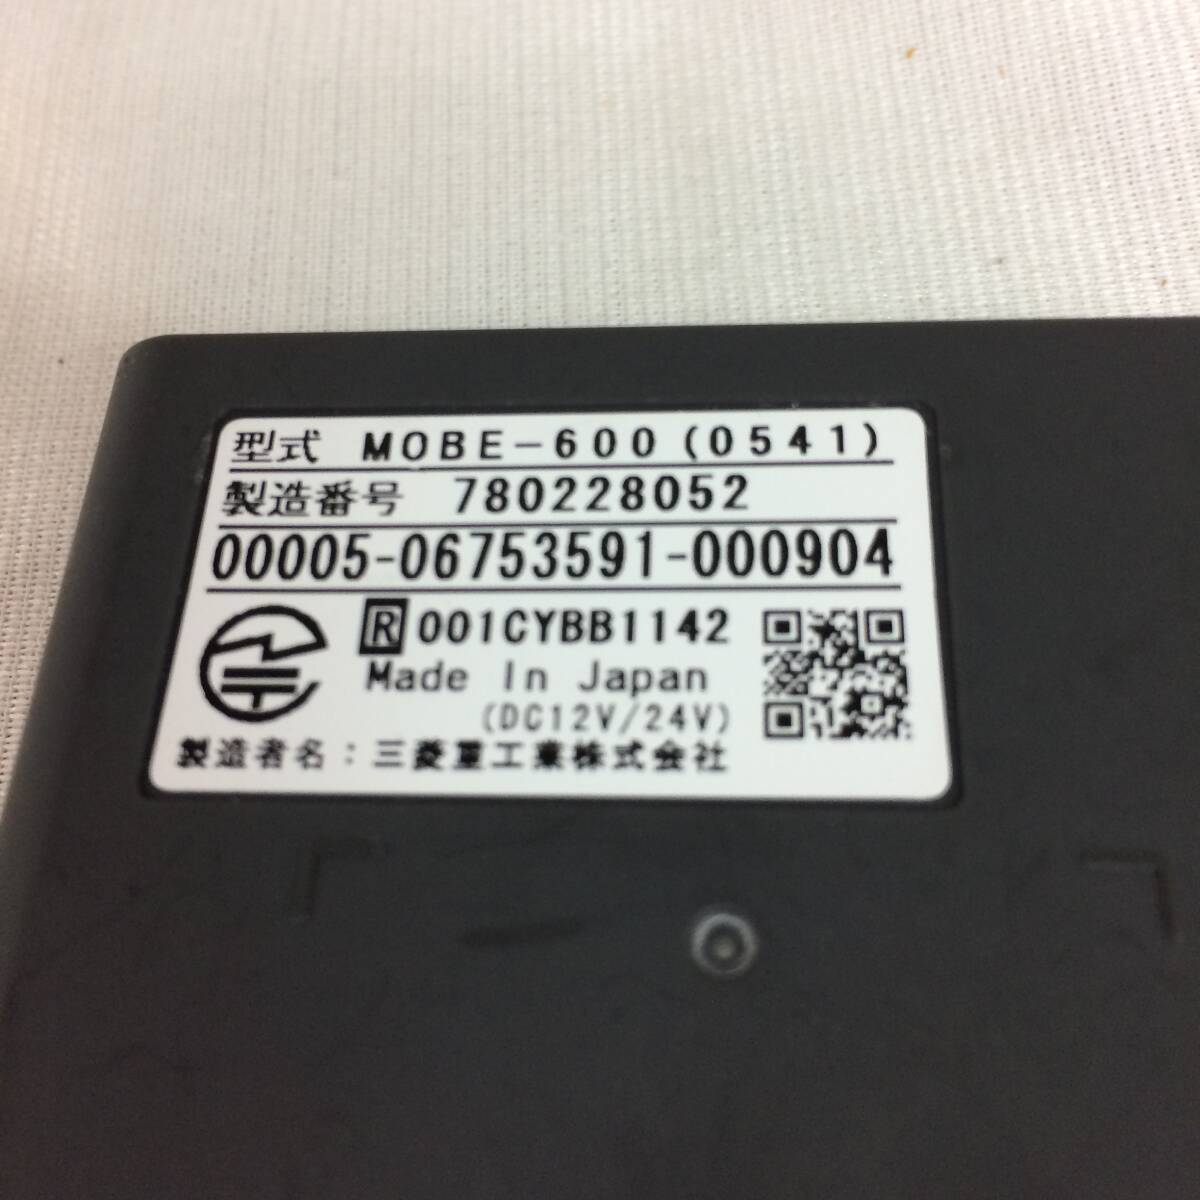 型式 MOBE-600(0541)
製造番号 780228052
00005-06753591-000904
R 001CYBB1142
Made In Japan
(DC12V/24V)
製造者名：三菱重工業株式会社